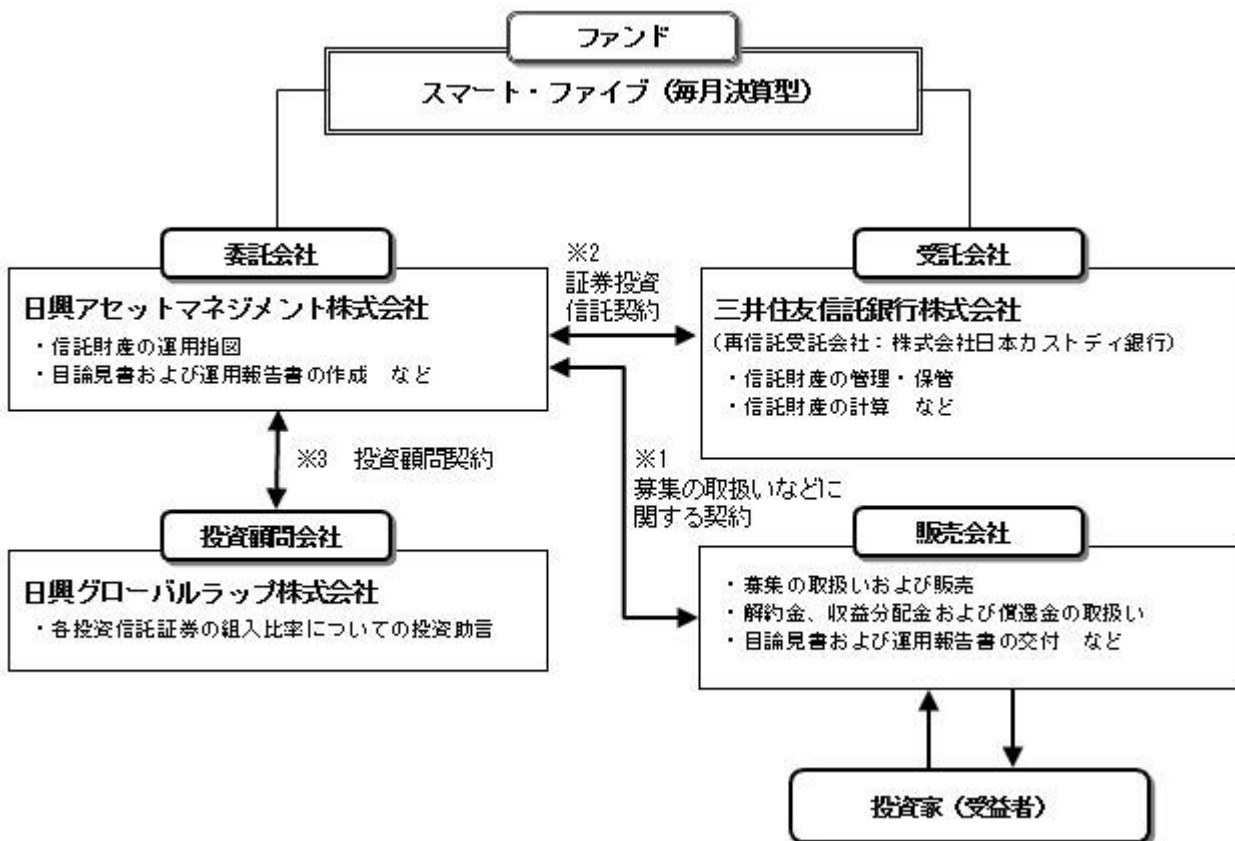 ファンド
スマート・ファイブ（毎月決算型）
委託会社
日興アセットマネジメント株式会社
・信託財産の運用指図
・目論見書および運用報告書の作成　など
※2
証券投資
信託契約
受託会社
三井住友信託銀行株式会社
（再信託受託会社：株式会社日本カストディ銀行）
・信託財産の管理・保管
・信託財産の計算　など
※3　投資顧問契約
※1
募集の取扱いなどに
関する契約
投資顧問会社
日興グローバルラップ株式会社
・各投資信託証券の組入比率についての投資助言
販売会社
・募集の取扱いおよび販売
・解約金、収益分配金および償還金の取扱い
・目論見書および運用報告書の交付　など
投資家（受益者）